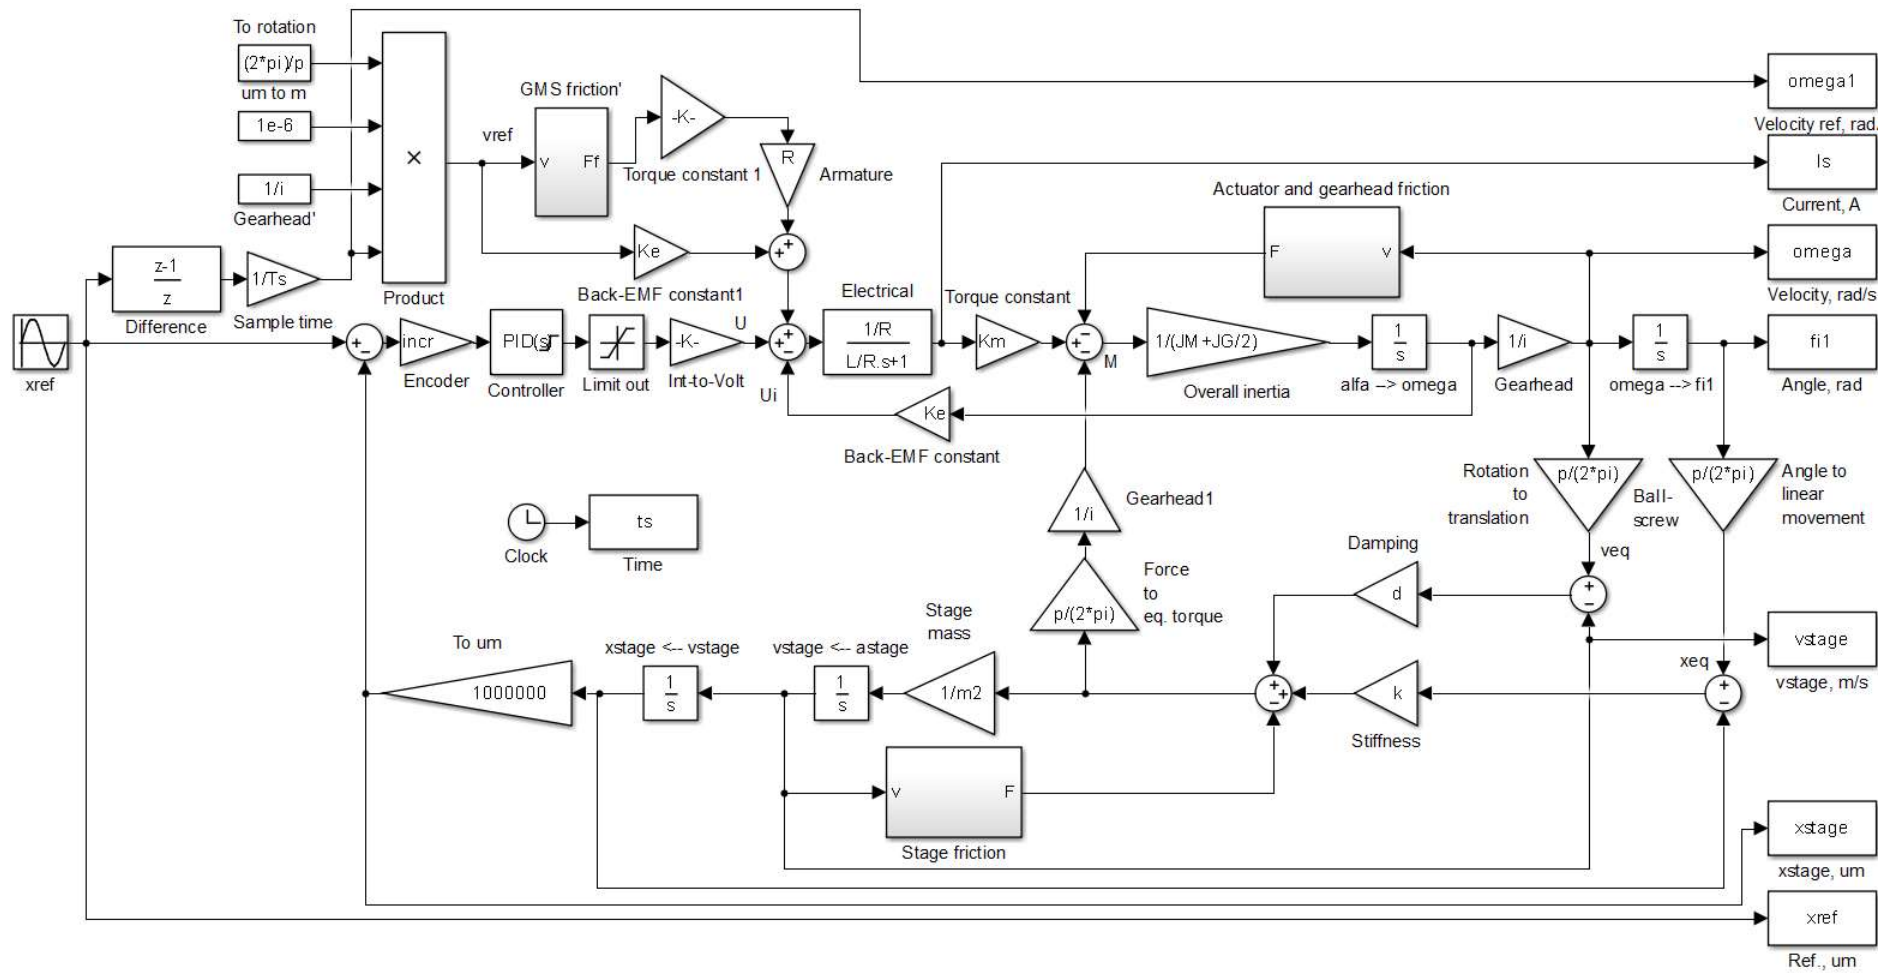 To rotation
(2*pi)/p
um to m
1e-6
1/i
Gearhead'
×
Product
z-1
z
Difference
1/Ts
Sample time
xref
vref
GMS friction'
v
Ff
-K-
Torque constant 1
R
Armature
Ke
Back-EMF constant1
+
+
+
−
incr
Encoder
PID(s)
Controller
Limit out
-K-
Int-to-Volt
U
Ui
+
+
−
Electrical
1/R
L/R.s+1
Torque constant
Km
+
−
−
M
Actuator and gearhead friction
F
v
1/(JM+JG/2)
Overall inertia
1
s
alfa --> omega
1/i
Gearhead
1
s
omega --> fi1
Ke
Back-EMF constant
omega1
Velocity ref, rad.
Is
Current, A
omega
Velocity, rad/s
fi1
Angle, rad
p/(2*pi)
Rotation
to
translation
Ball-
screw
p/(2*pi)
Angle to
linear
movement
veq
+
−
Damping
d
Clock
ts
Time
1/i
Gearhead1
p/(2*pi)
Force
to
eq. torque
To um
1000000
xstage <-- vstage
1
s
vstage <-- astage
1
s
Stage
mass
1/m2
+
+
−
k
Stiffness
xeq
+
−
vstage
vstage, m/s
v
F
Stage friction
xstage
xstage, um
xref
Ref., um